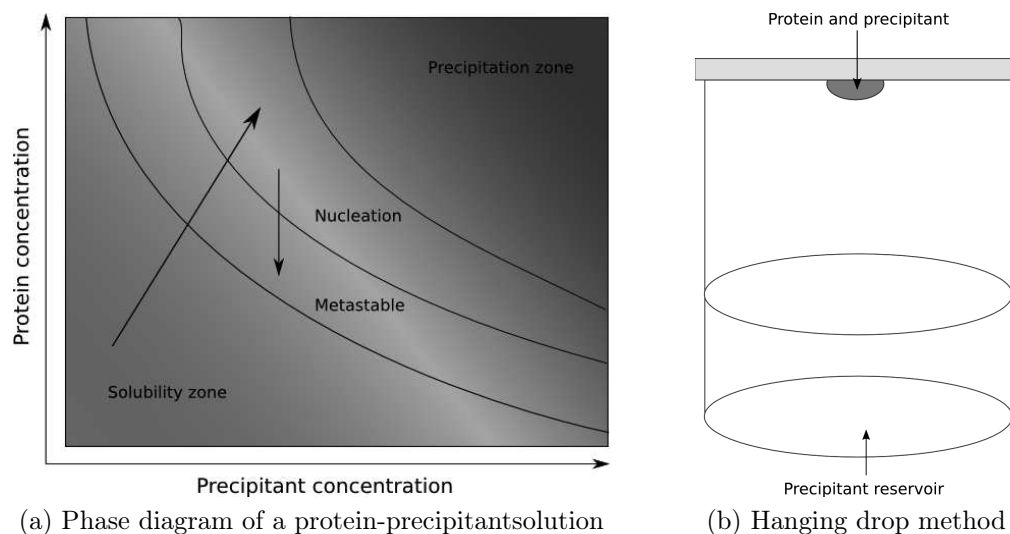 Protein concentration
Precipitation zone
Nucleation
Metastable
Solubility zone
Precipitant concentration
(a) Phase diagram of a protein-precipitantsolution
Protein and precipitant
Precipitant reservoir
(b) Hanging drop method